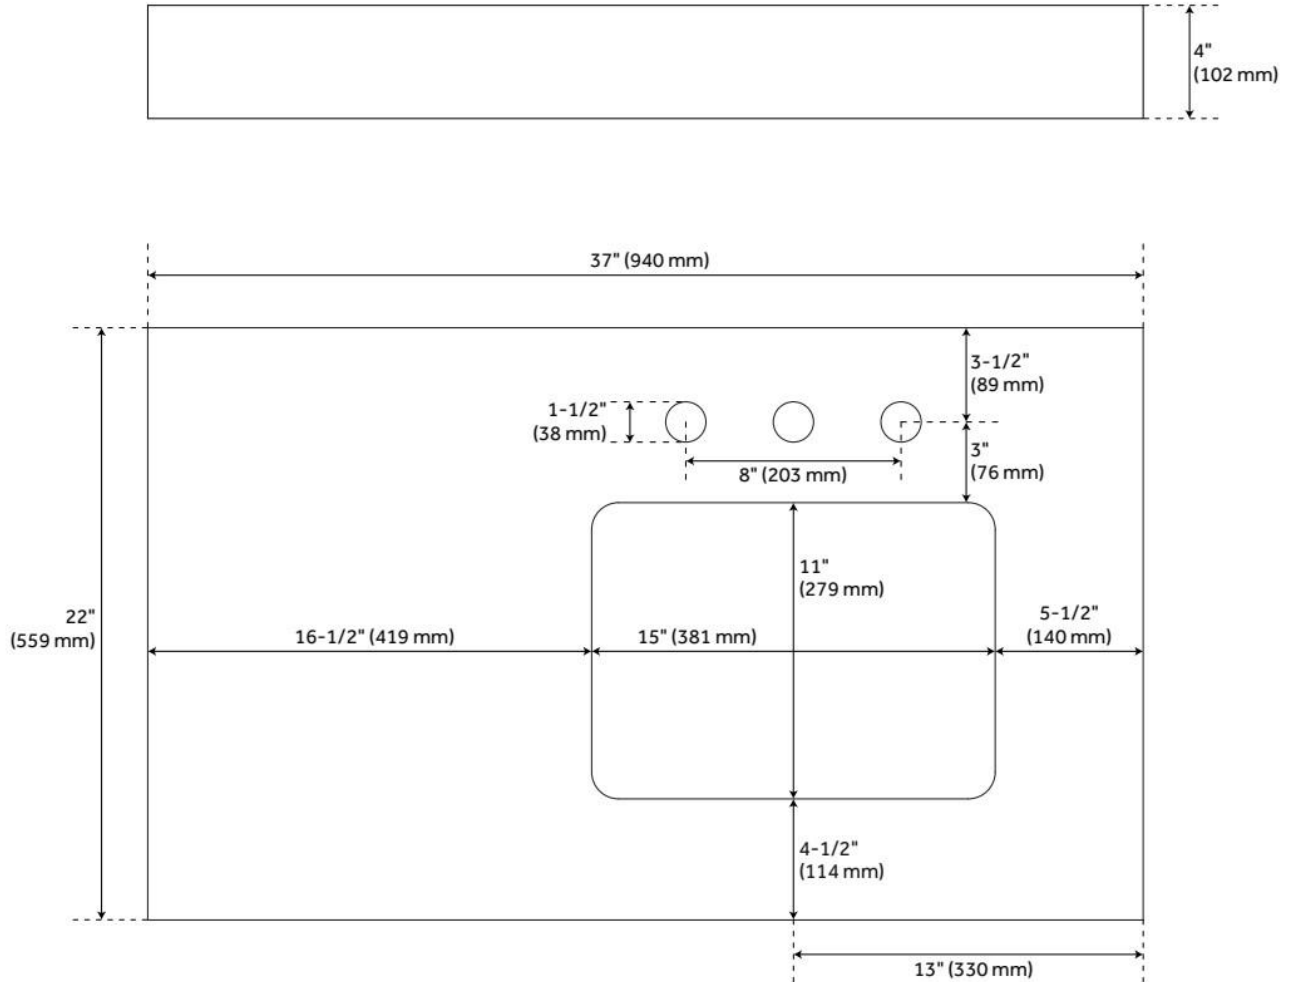 4"
(102 mm)
37" (940 mm)
3-1/2"
(89 mm)
1-1/2"
(38 mm)
3"
(76 mm)
8" (203 mm)
11"
(279 mm)
22"
(559 mm)
16-1/2" (419 mm)
15" (381 mm)
5-1/2"
(140 mm)
4-1/2"
(114 mm)
13" (330 mm)